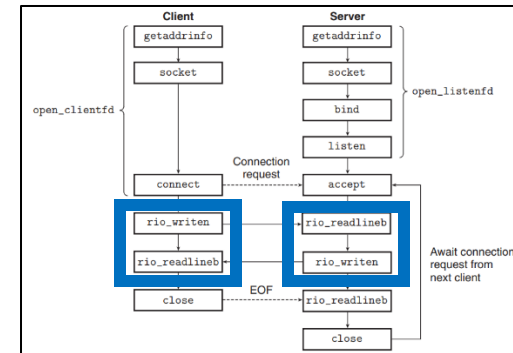 Client
Server
getaddrinfo
getaddrinfo
socket
socket
open_clientfd
open_listenfd
bind
listen
Connection
request
connect
accept
rio_writen
rio_readlineb
rio_readlineb
rio_writen
Await connection
request from
next client
EOF
close
rio_readlineb
close